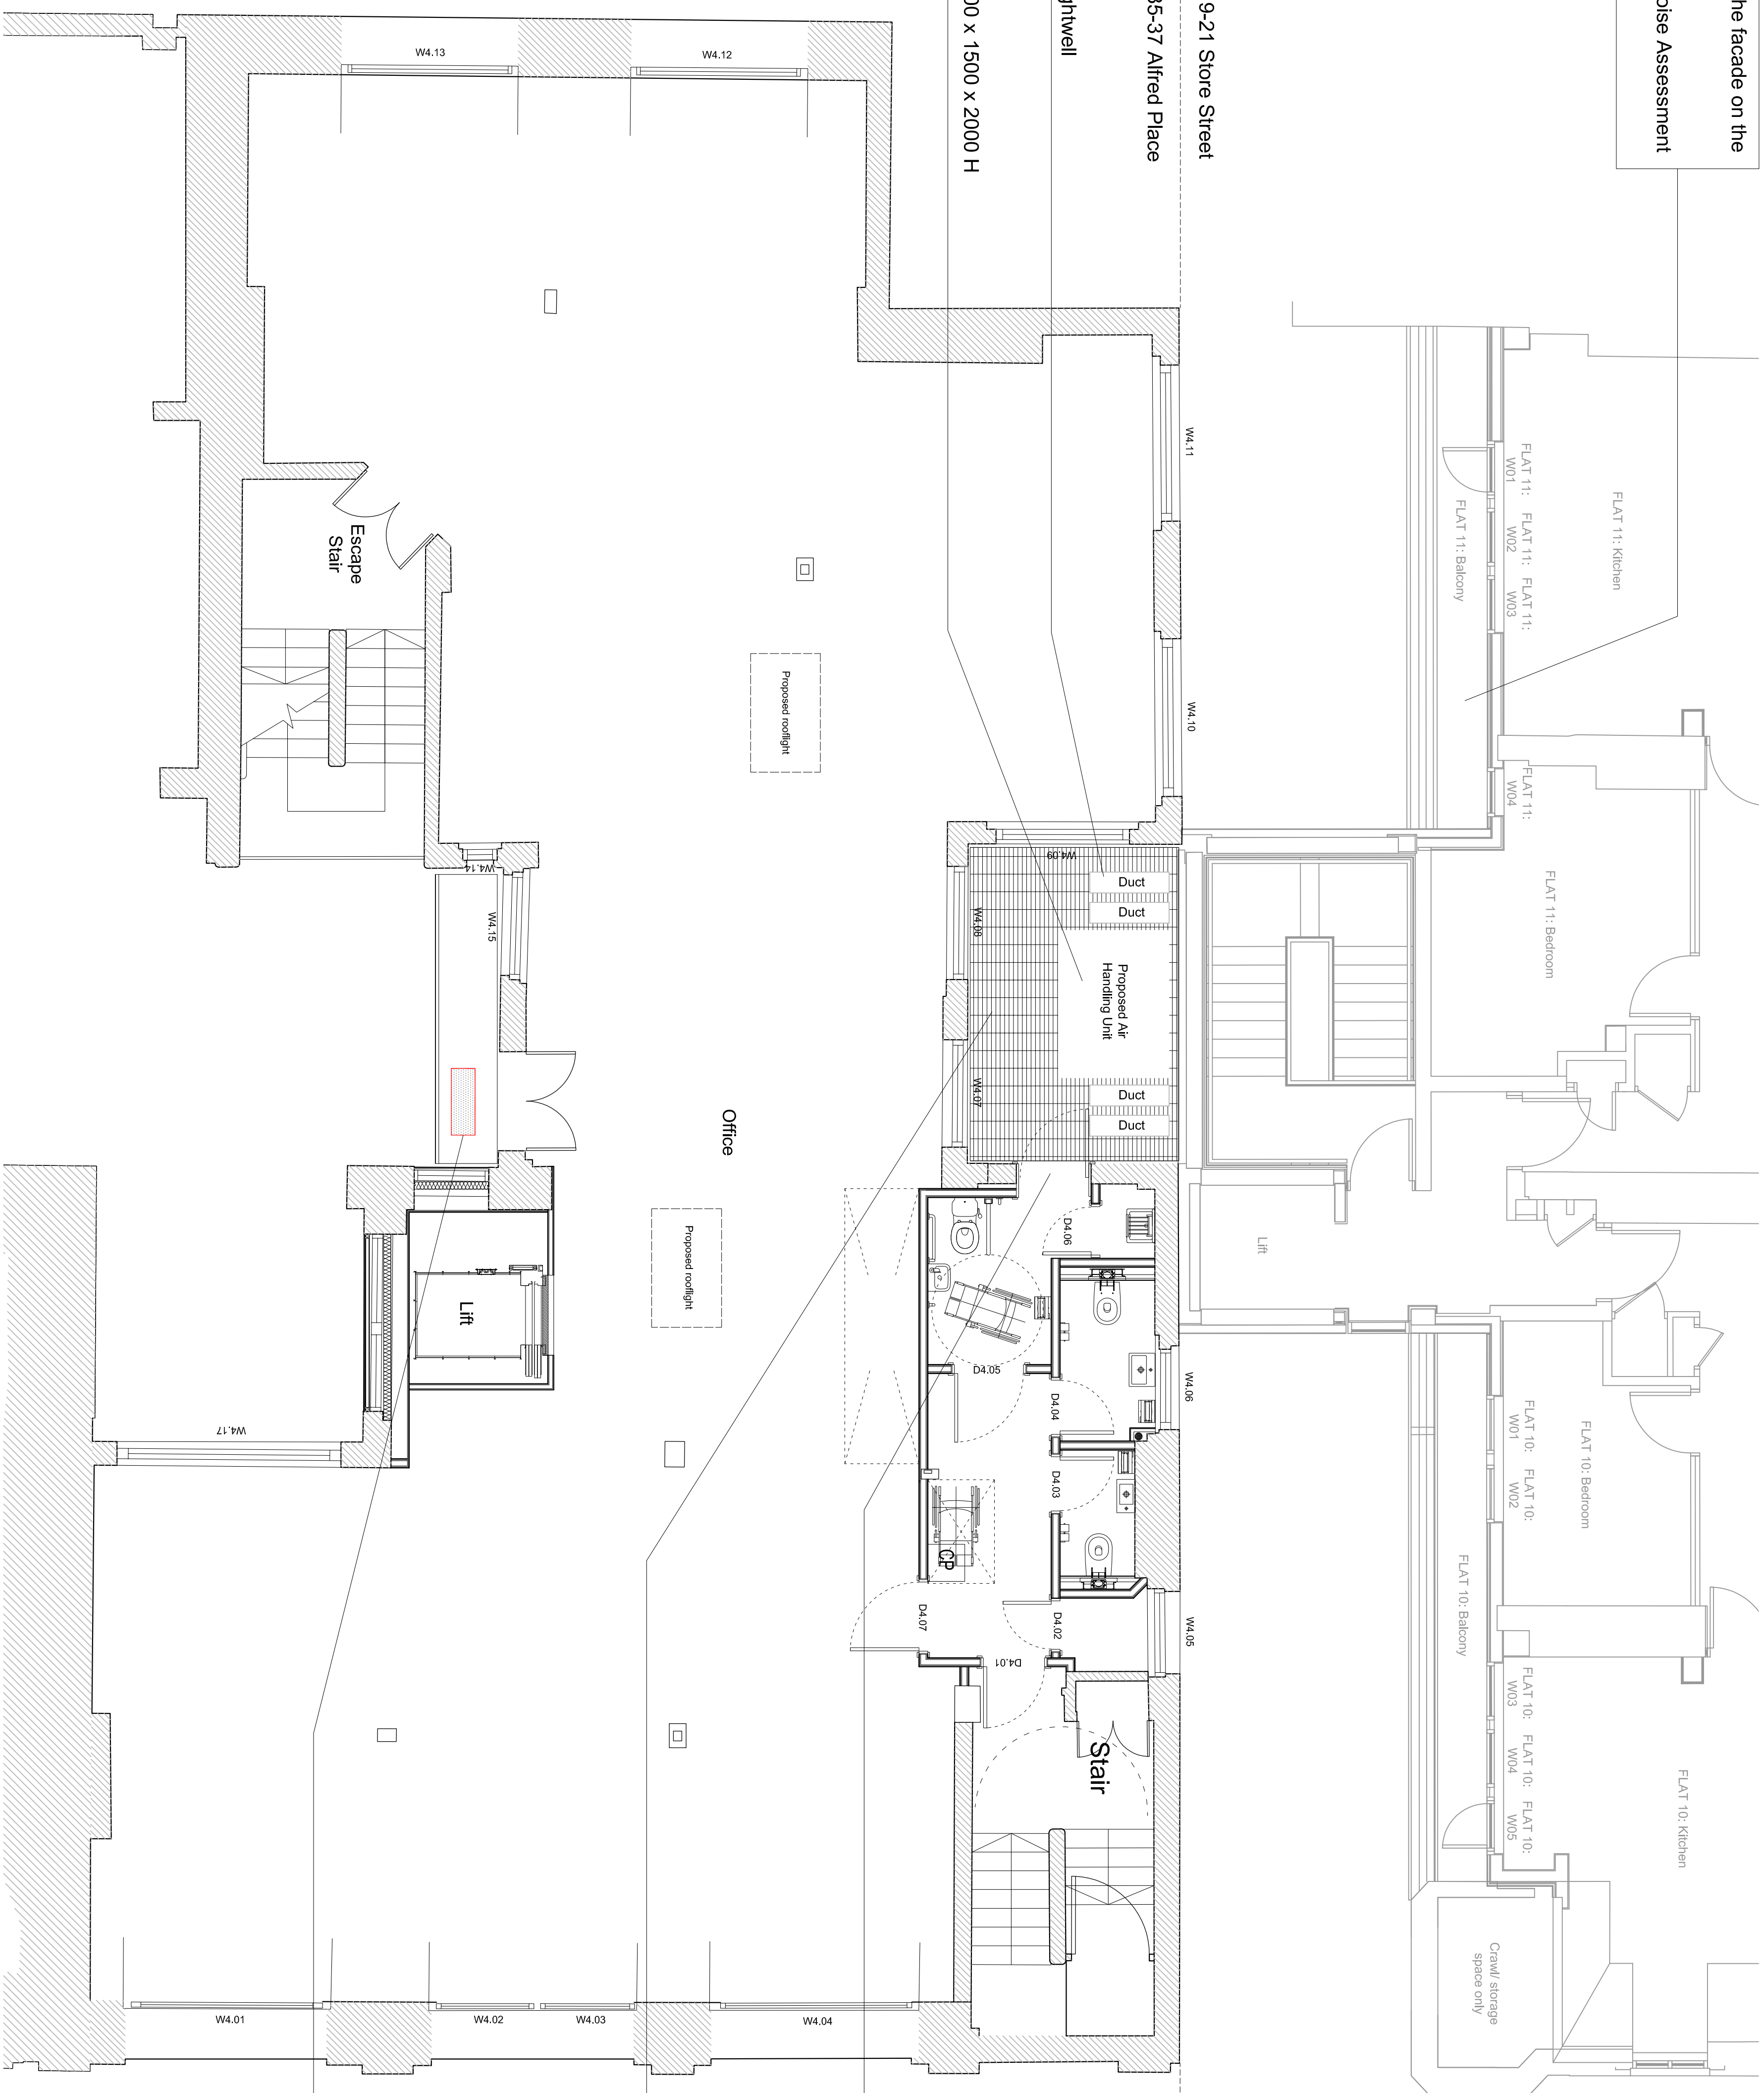 he facade on the
oise Assessment
9-21 Store Street
35-37 Alfred Place
ghtwell
00 x 1500 x 2000 H
W4.13
W4.12
W4.11
W4.10
FLAT 11: Kitchen
FLAT 11:
W01
FLAT 11:
W02
FLAT 11:
W03
FLAT 11: Balcony
FLAT 11:
W04
FLAT 11: Bedroom
Escape
Stair
Proposed rooflight
W4.09
W4.08
W4.07
Duct
Duct
Proposed Air
Handling Unit
Duct
Duct
W4.14
W4.15
Office
Proposed rooflight
Lift
Lift
W4.17
D4.06
D4.05
D4.04
D4.03
W4.06
CP
D4.07
D4.02
D4.01
W4.05
Stair
FLAT 10: Bedroom
FLAT 10:
W01
FLAT 10:
W02
FLAT 10: Balcony
FLAT 10:
W03
FLAT 10:
W04
FLAT 10:
W05
FLAT 10: Kitchen
Crawl/ storage
space only
W4.01
W4.02
W4.03
W4.04